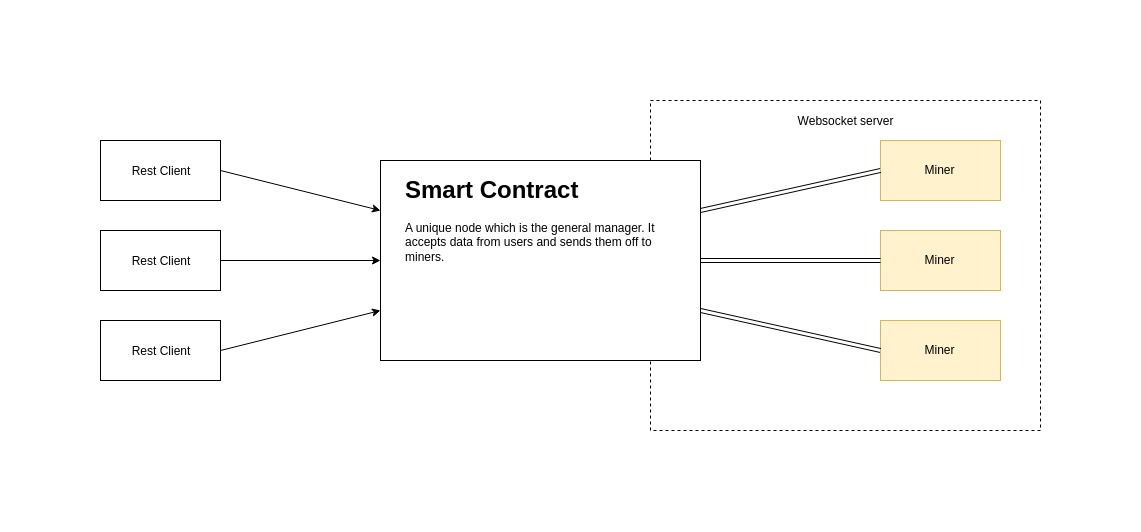 Websocket server
Rest Client
Rest Client
Rest Client
Smart Contract
A unique node which is the general manager. It
accepts data from users and sends them off to
miners.
Miner
Miner
Miner